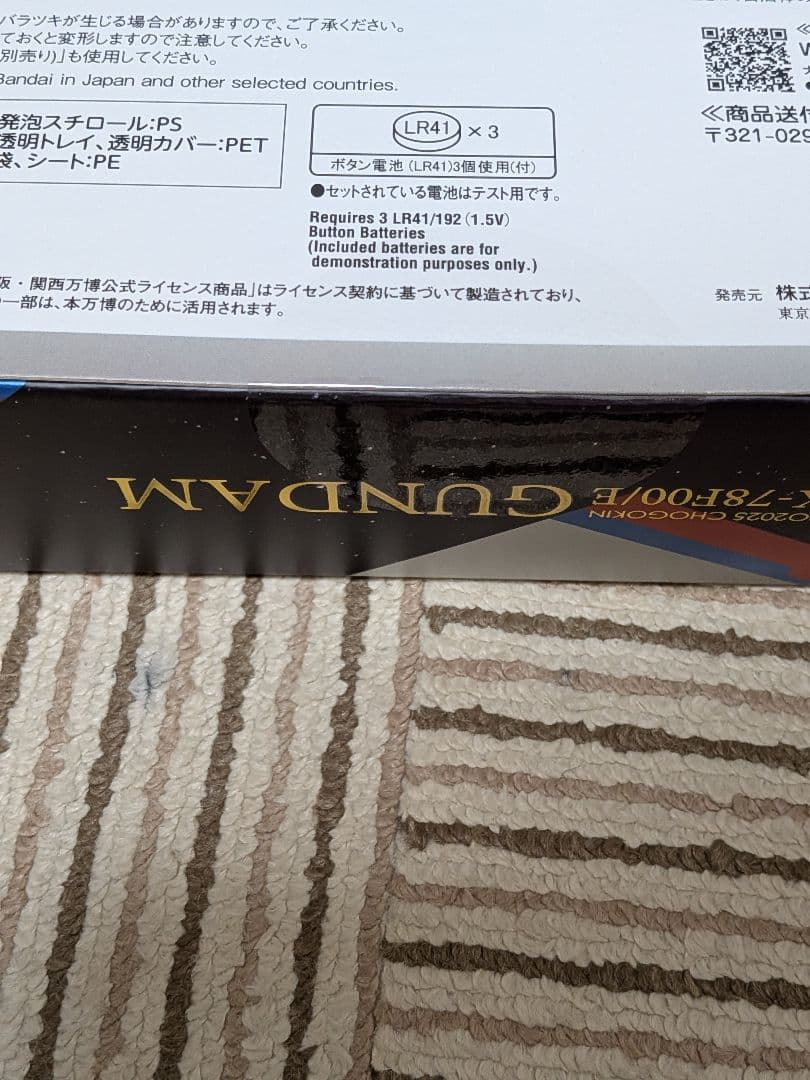 バラツキが生じる場合がありますので、ご了承ください。
ておくと変形しますので注意してください。
別売り)」も使用してください。
Bandai in Japan and other selected countries.
発泡スチロール:PS
透明トレイ、透明カバー:PET
袋、シート:PE
LR41 × 3
ボタン電池 (LR41)3個使用(付)
●セットされている電池はテスト用です。
Requires 3 LR41/192 (1.5V)
Button Batteries
(Included batteries are for
demonstration purposes only.)
阪・関西万博公式ライセンス商品」はライセンス契約に基づいて製造されており、
一部は、本万博のために活用されます。
≪商品送付
〒321-029
発売元 株式
東京
O2025 CHOGOKIN
X-78F00/E GUNDAM